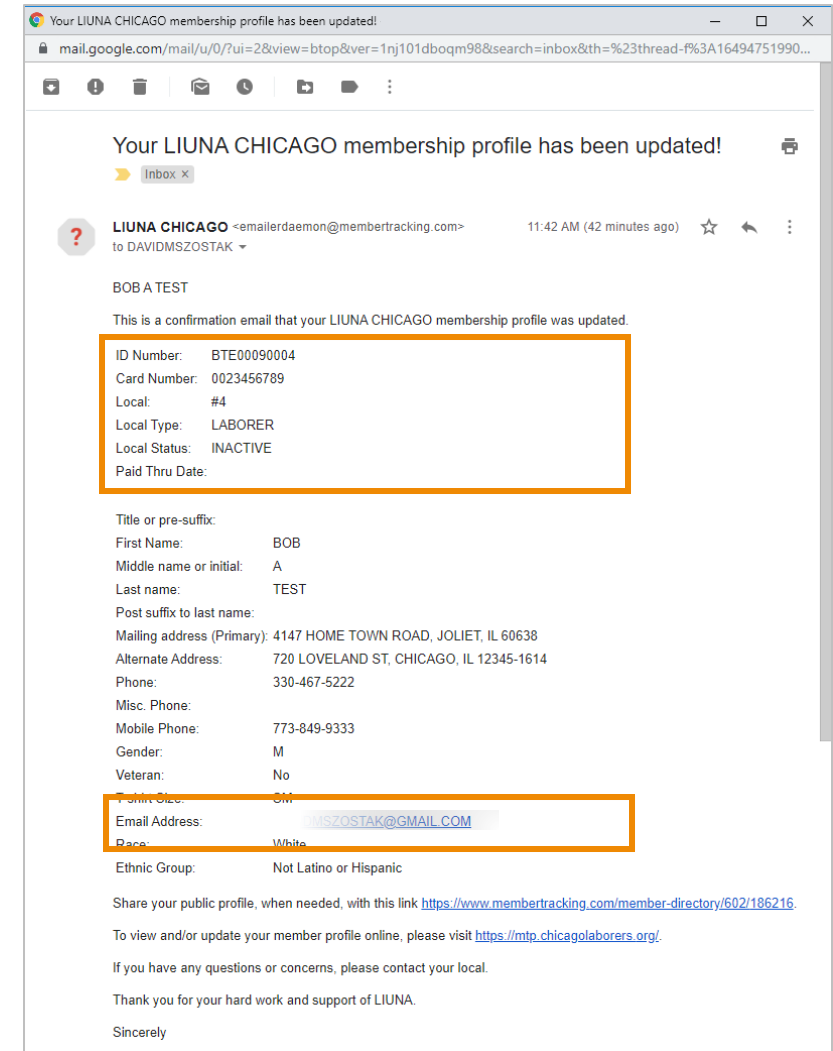 Your LIUNA CHICAGO membership profile has been updated!
mail.google.com/mail/u/0/?ui=2&view=btop&ver=1nj101dboqm98&search=inbox&th=%23thread-f%3A16494751990...
Your LIUNA CHICAGO membership profile has been updated!
Inbox ×
LIUNA CHICAGO <emailerdaemon@membertracking.com> 11:42 AM (42 minutes ago)
to DAVIDMSZOSTAK
BOB A TEST
This is a confirmation email that your LIUNA CHICAGO membership profile was updated.
ID Number: BTE00090004
Card Number: 0023456789
Local: #4
Local Type: LABORER
Local Status: INACTIVE
Paid Thru Date:
Title or pre-suffix:
First Name: BOB
Middle name or initial: A
Last name: TEST
Post suffix to last name:
Mailing address (Primary): 4147 HOME TOWN ROAD, JOLIET, IL 60638
Alternate Address: 720 LOVELAND ST, CHICAGO, IL 12345-1614
Phone: 330-467-5222
Misc. Phone:
Mobile Phone: 773-849-9333
Gender: M
Veteran: No
T-shirt Size: SM
Email Address: MSZOSTAK@GMAIL.COM
Race: White
Ethnic Group: Not Latino or Hispanic
Share your public profile, when needed, with this link https://www.membertracking.com/member-directory/602/186216.
To view and/or update your member profile online, please visit https://mtp.chicagolaborers.org/.
If you have any questions or concerns, please contact your local.
Thank you for your hard work and support of LIUNA.
Sincerely